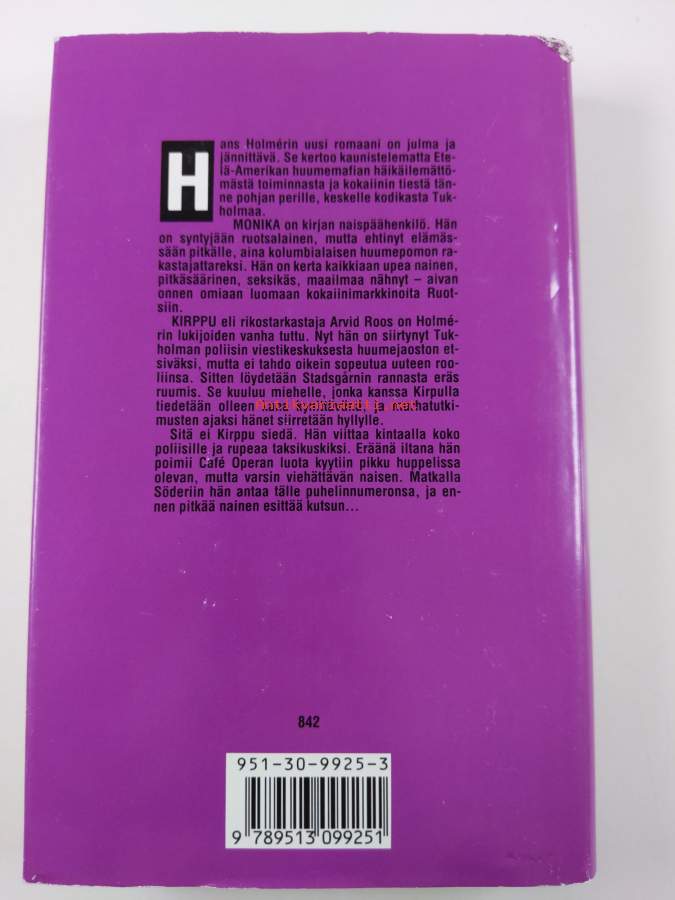 Hans Holmérin uusi romaani on julma ja
jännittävä. Se kertoo kaunistelematta Ete-
lä-Amerikan huumemafian häikäilemättö-
mästä toiminnasta ja kokaiinin tiestä tän-
ne pohjan perille, keskelle kodikasta Tuk-
holmaa.
MONIKA on kirjan naispäähenkilö. Hän
on syntyjään ruotsalainen, mutta ehtinyt elämäs-
sään pitkälle, aina kolumbialaisen huumepomon ra-
kastajattareksi. Hän on kerta kaikkiaan upea nainen,
pitkäsäärinen, seksikäs, maailmaa nähnyt – aivan
onnen omiaan luomaan kokaiinimarkkinoita Ruot-
siin.
KIRPPU eli rikostarkastaja Arvid Roos on Holmé-
rin lukijoiden vanha tuttu. Nyt hän on siirtynyt Tuk-
holman poliisin viestikeskuksesta huumejaoston et-
siväksi, mutta ei tahdo oikein sopeutua uuteen roo-
liinsa. Sitten löydetään Stadsgårnin rannasta eräs
ruumis. Se kuuluu miehelle, jonka kanssa Kirpulla
tiedetään olleen ja murhatutki-
musten ajaksi hänet siirretään hyllylle.
Sitä ei Kirppu siedä. Hän viittaa kintaalla koko
poliisille ja rupeaa taksikuskiksi. Eräänä iltana hän
poimii Café Operan luota kyytiin pikku huppelissa
olevan, mutta varsin viehättävän naisen. Matkalla
Söderiin hän antaa tälle puhelinnumeronsa, ja en-
nen pitkää nainen esittää kutsun...
Antikvariaatti.net
842
951-30-9925-3
9 789513 099251